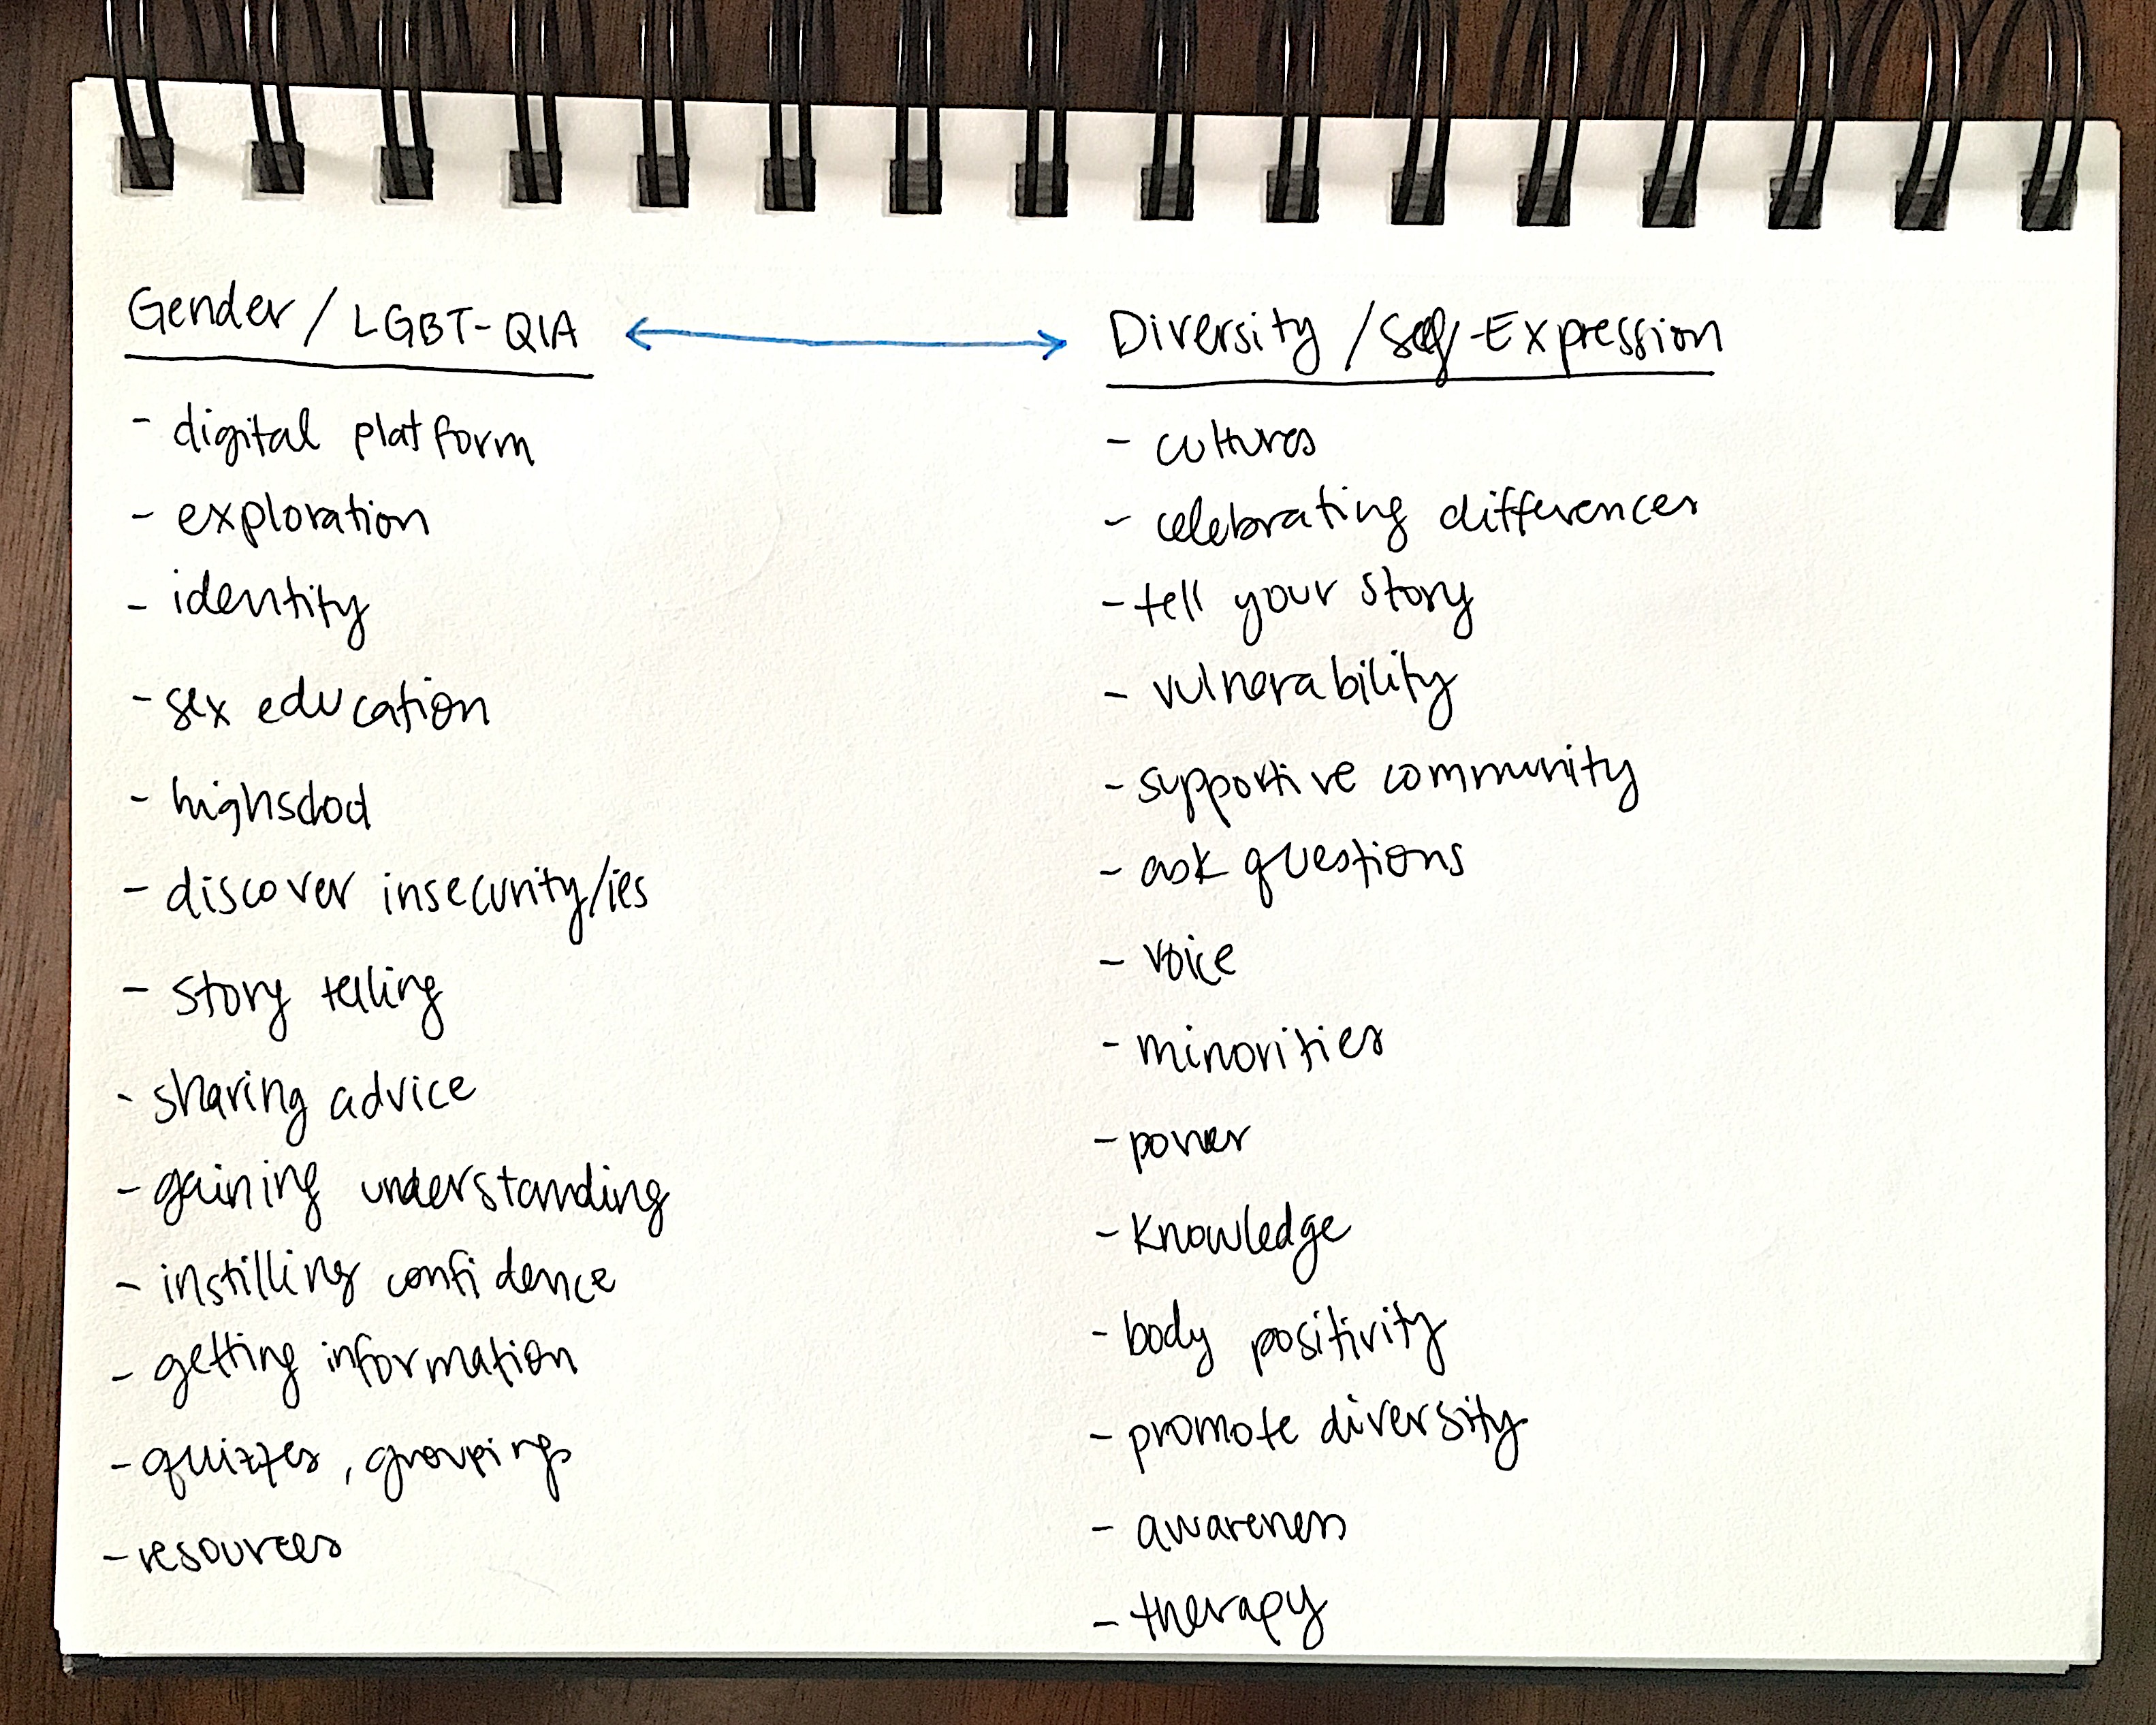 Gender / LGBT-QIA
- digital platform
- exploration
- identity
- sex education
- highschool
- discover insecurity/ies
- story telling
- sharing advice
- gaining understanding
- instilling confidence
- getting information
- quizzes, groupings
- resources
Diversity / Self-Expression
- cultures
- celebrating differences
- tell your story
- vulnerability
- supportive community
- ask questions
- voice
- minorities
- power
- knowledge
- body positivity
- promote diversity
- awareness
- therapy